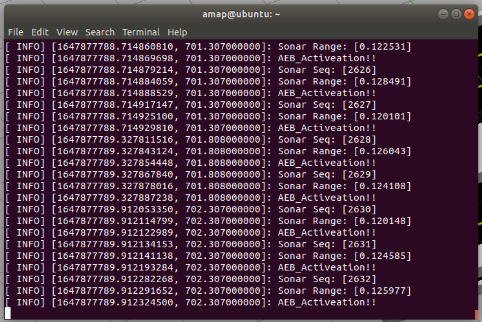 amap@ubuntu: ~
File Edit View Search Terminal Help
[ INFO] [1647877788.714860810, 701.307000000]: Sonar Range: [0.122531]
[ INFO] [1647877788.714869698, 701.307000000]: AEB_Activeation!!
[ INFO] [1647877788.714879214, 701.307000000]: Sonar Seq: [2626]
[ INFO] [1647877788.714884059, 701.307000000]: Sonar Range: [0.128491]
[ INFO] [1647877788.714888529, 701.307000000]: AEB_Activeation!!
[ INFO] [1647877788.714917147, 701.307000000]: Sonar Seq: [2627]
[ INFO] [1647877788.714925100, 701.307000000]: Sonar Range: [0.120101]
[ INFO] [1647877788.714929810, 701.307000000]: AEB_Activeation!!
[ INFO] [1647877789.327811516, 701.808000000]: Sonar Seq: [2628]
[ INFO] [1647877789.327843124, 701.808000000]: Sonar Range: [0.126043]
[ INFO] [1647877789.327854448, 701.808000000]: AEB_Activeation!!
[ INFO] [1647877789.327867840, 701.808000000]: Sonar Seq: [2629]
[ INFO] [1647877789.327878016, 701.808000000]: Sonar Range: [0.124108]
[ INFO] [1647877789.327887238, 701.808000000]: AEB_Activeation!!
[ INFO] [1647877789.912053350, 702.307000000]: Sonar Seq: [2630]
[ INFO] [1647877789.912114799, 702.307000000]: Sonar Range: [0.120148]
[ INFO] [1647877789.912122989, 702.307000000]: AEB_Activeation!!
[ INFO] [1647877789.912134153, 702.307000000]: Sonar Seq: [2631]
[ INFO] [1647877789.912141138, 702.307000000]: Sonar Range: [0.124585]
[ INFO] [1647877789.912193284, 702.307000000]: AEB_Activeation!!
[ INFO] [1647877789.912282268, 702.307000000]: Sonar Seq: [2632]
[ INFO] [1647877789.912291652, 702.307000000]: Sonar Range: [0.125977]
[ INFO] [1647877789.912324500, 702.307000000]: AEB_Activeation!!